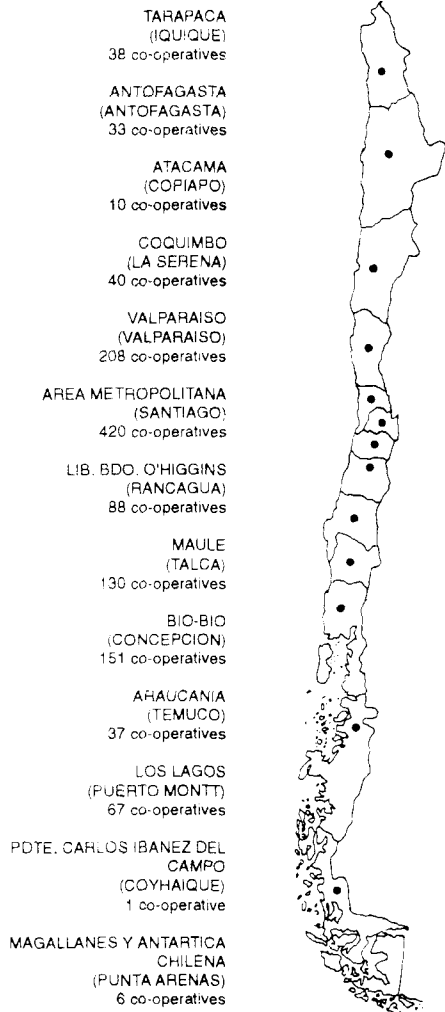 TARAPACA
(IQUIQUE)
38 co-operatives
ANTOFAGASTA
(ANTOFAGASTA)
33 co-operatives
ATACAMA
(COPIAPO)
10 co-operatives
COQUIMBO
(LA SERENA)
40 co-operatives
VALPARAISO
(VALPARAISO)
208 co-operatives
AREA METROPOLITANA
(SANTIAGO)
420 co-operatives
LIB. BDO. O'HIGGINS
(RANCAGUA)
88 co-operatives
MAULE
(TALCA)
130 co-operatives
BIO-BIO
(CONCEPCION)
151 co-operatives
ARAUCANIA
(TEMUCO)
37 co-operatives
LOS LAGOS
(PUERTO MONTT)
67 co-operatives
PDTE. CARLOS IBANEZ DEL
CAMPO
(COYHAIQUE)
1 co-operative
MAGALLANES Y ANTARTICA
CHILENA
(PUNTA ARENAS)
6 co-operatives